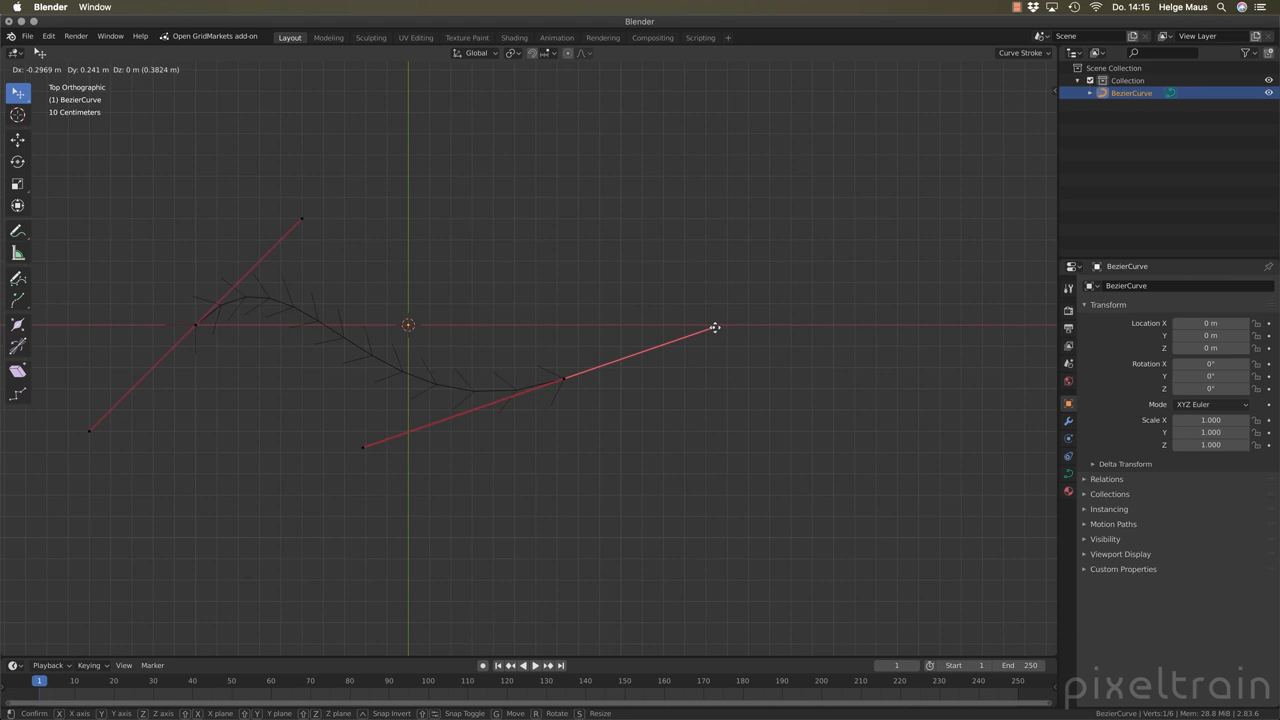 Blender Window Do. 14:15 Helge Maus
Blender
File Edit Render Window Help Open GridMarkets add-on Layout Modeling Sculpting UV Editing Texture Paint Shading Animation Rendering Compositing Scripting Scene View Layer
Global Curve Stroke
Dx: -0.2969 m Dy: 0.241 m Dz: 0 m (0.3824 m)
Top Orthographic
(1) BezierCurve
10 Centimeters
Scene Collection
Collection
BezierCurve
BezierCurve
BezierCurve
Transform
Location X 0 m
Y 0 m
Z 0 m
Rotation X 0°
Y 0°
Z 0°
Mode XYZ Euler
Scale X 1.000
Y 1.000
Z 1.000
Delta Transform
Relations
Collections
Instancing
Motion Paths
Visibility
Viewport Display
Custom Properties
Playback Keying View Marker 1 Start 1 End 250
1 10 20 30 40 50 60 70 80 90 100 110 120 130 140 150 160 170 180 190 200 210 220 230 240 250
pixeltrain
Confirm X X axis Y Y axis Z Z axis X X plane Y Y plane Z Z plane Snap Invert Snap Toggle G Move R Rotate S Resize BezierCurve | Verts:1/6 | Mem: 28.8 MiB | 2.83.6